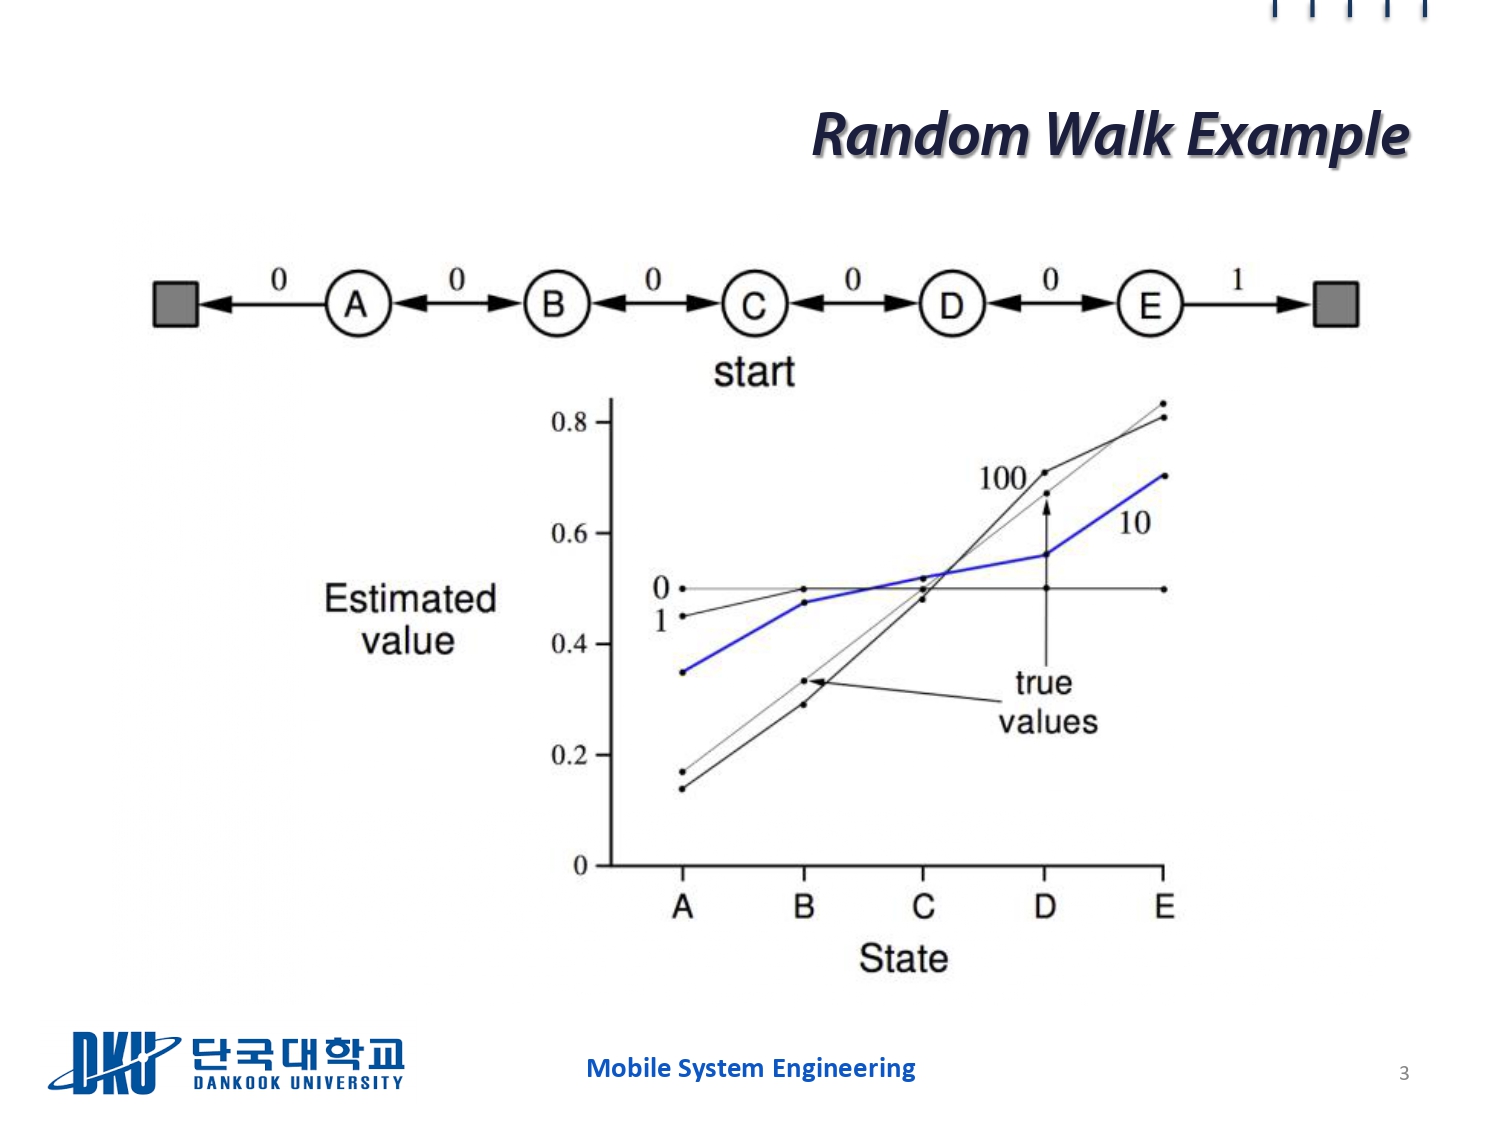 Random Walk Example
0 0 0 0 0 1
A B C D E
start
0.8
0.6
0.4
0.2
0
Estimated
value
0
1
100
10
true
values
A B C D E
State
DKU 단국대학교
DANKOOK UNIVERSITY
Mobile System Engineering
3